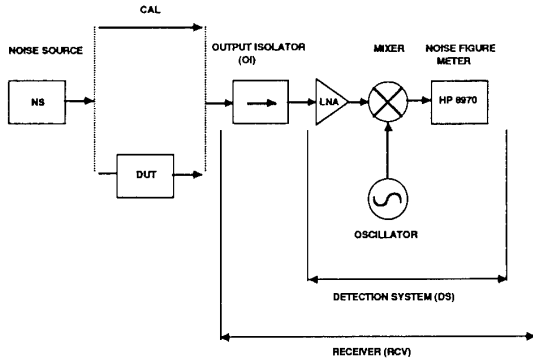 CAL
NOISE SOURCE
OUTPUT ISOLATOR
(OI)
MIXER
NOISE FIGURE
METER
NS
LNA
HP 8970
DUT
OSCILLATOR
DETECTION SYSTEM (DS)
RECEIVER (RCV)